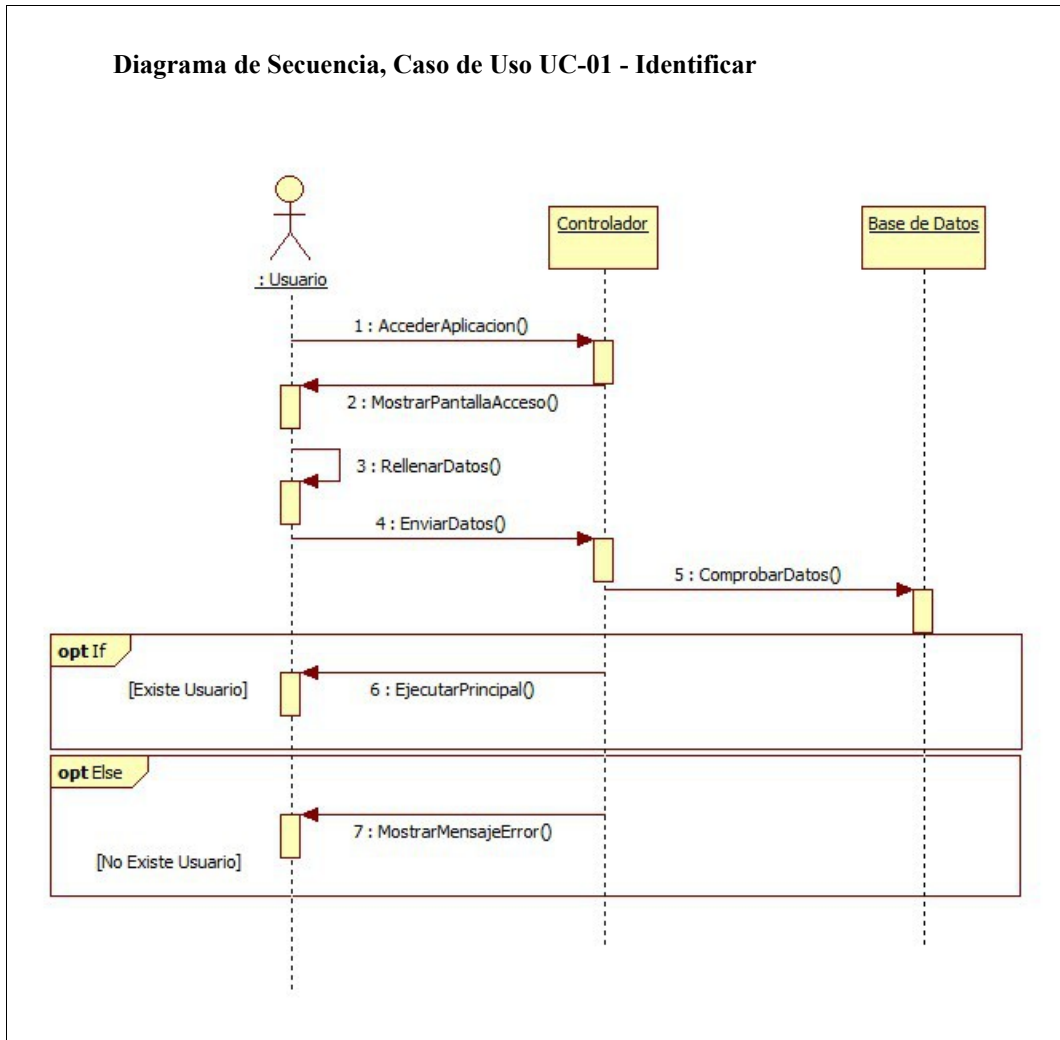 Diagrama de Secuencia, Caso de Uso UC-01 - Identificar
: Usuario
Controlador
Base de Datos
1 : AccederAplicacion()
2 : MostrarPantallaAcceso()
3 : RellenarDatos()
4 : EnviarDatos()
5 : ComprobarDatos()
opt If
[Existe Usuario]
6 : EjecutarPrincipal()
opt Else
7 : MostrarMensajeError()
[No Existe Usuario]